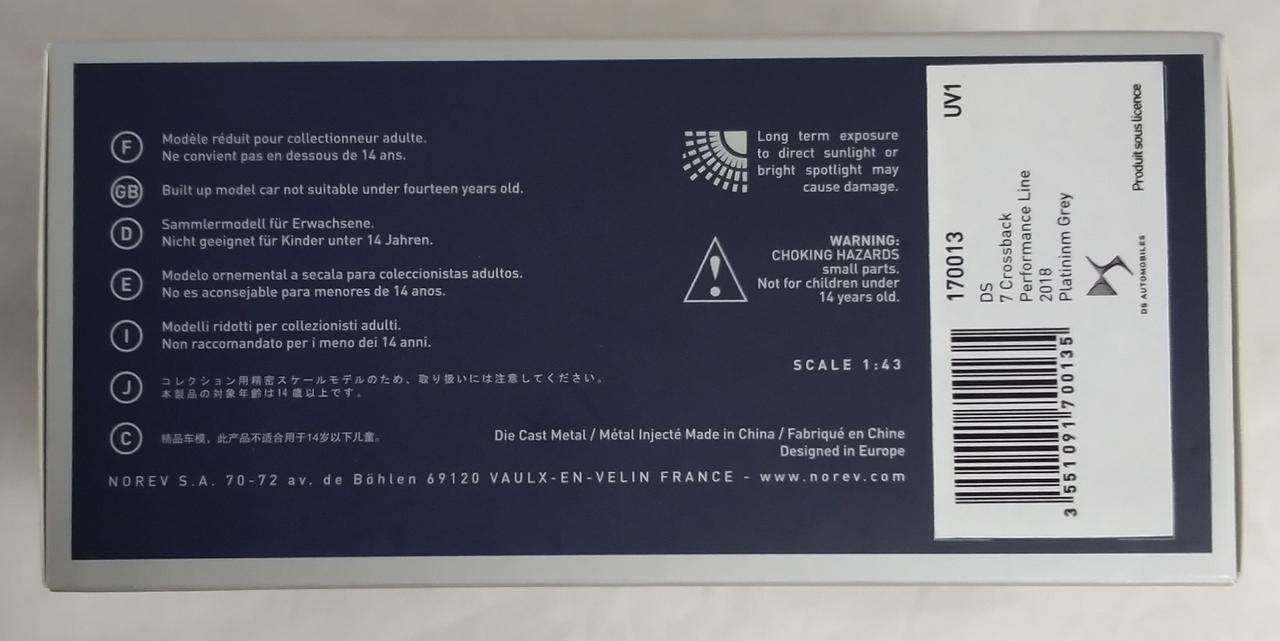 F
Modèle réduit pour collectionneur adulte.
Ne convient pas en dessous de 14 ans.
GB
Built up model car not suitable under fourteen years old.
D
Sammlermodell für Erwachsene.
Nicht geeignet für Kinder unter 14 Jahren.
E
Modelo ornemental a secala para coleccionistas adultos.
No es aconsejable para menores de 14 anos.
I
Modelli ridotti per collezionisti adulti.
Non raccomandato per i meno dei 14 anni.
J
コレクション用精密スケールモデルのため、取り扱いには注意してください。
本製品の対象年齢は14歳以上です。
C
精品车模，此产品不适合用于14岁以下儿童。
Long term exposure
to direct sunlight or
bright spotlight may
cause damage.
WARNING:
CHOKING HAZARDS
small parts.
Not for children under
14 years old.
SCALE 1:43
Die Cast Metal / Métal Injecté Made in China / Fabriqué en Chine
Designed in Europe
NOREV S.A. 70-72 av. de Böhlen 69120 VAULX-EN-VELIN FRANCE - www.norev.com
170013
UV1
DS
7 Crossback
Performance Line
2018
Platininm Grey
DS AUTOMOBILES
Produit sous licence
3 551091 700135